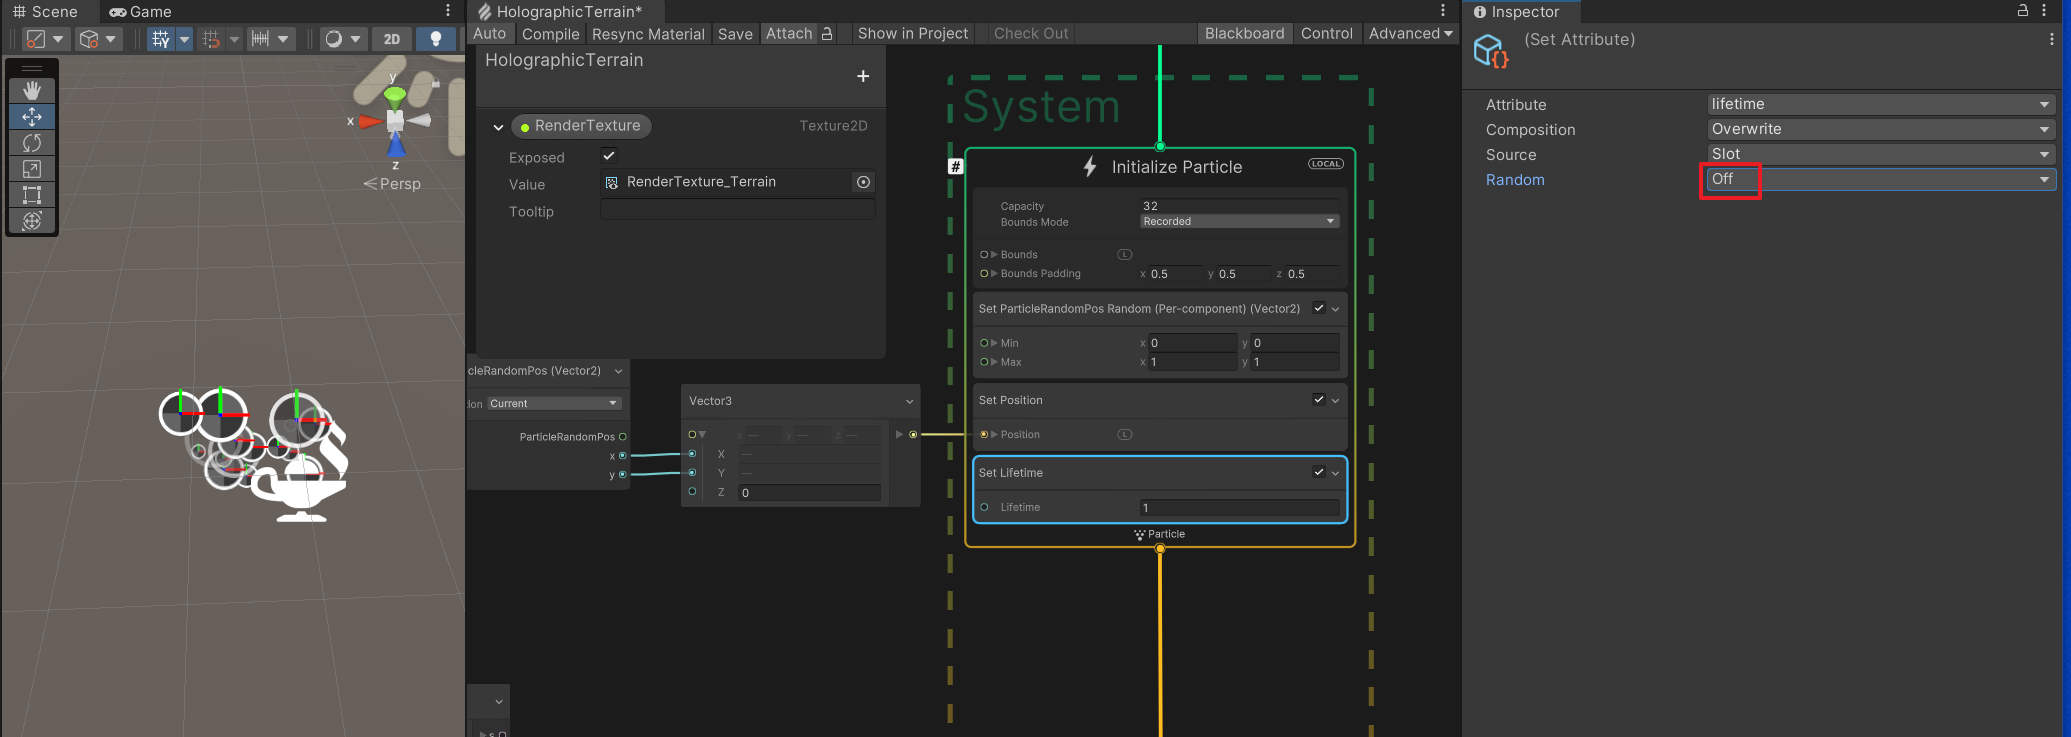 Scene
Game
HolographicTerrain*
Inspector
2D
Auto
Compile
Resync Material
Save
Attach
Show in Project
Check Out
Blackboard
Control
Advanced
(Set Attribute)
y
x
z
Persp
HolographicTerrain
+
RenderTexture
Texture2D
Exposed
Value
RenderTexture_Terrain
Tooltip
cleRandomPos (Vector2)
ion
Current
ParticleRandomPos
x
y
Vector3
x — y — z —
X —
Y —
Z 0
System
#
Initialize Particle
LOCAL
Capacity 32
Bounds Mode Recorded
Bounds L
Bounds Padding x 0.5 y 0.5 z 0.5
Set ParticleRandomPos Random (Per-component) (Vector2)
Min x 0 y 0
Max x 1 y 1
Set Position
Position L
Set Lifetime
Lifetime 1
Particle
Attribute lifetime
Composition Overwrite
Source Slot
Random Off